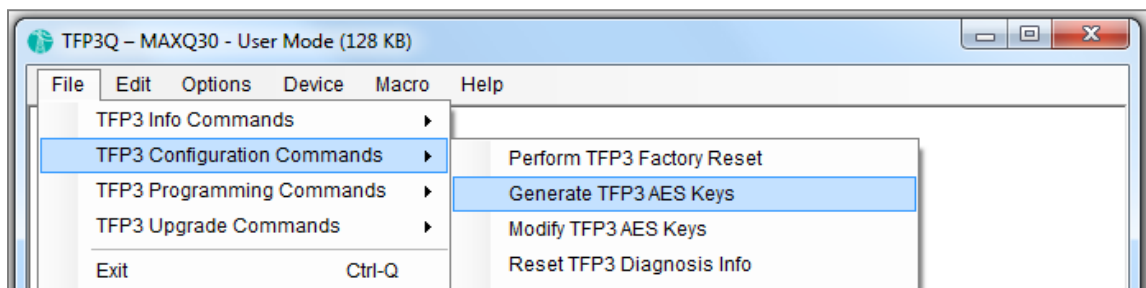 TFP3Q – MAXQ30 - User Mode (128 KB)
File Edit Options Device Macro Help
TFP3 Info Commands
TFP3 Configuration Commands
TFP3 Programming Commands
TFP3 Upgrade Commands
Exit Ctrl-Q
Perform TFP3 Factory Reset
Generate TFP3 AES Keys
Modify TFP3 AES Keys
Reset TFP3 Diagnosis Info